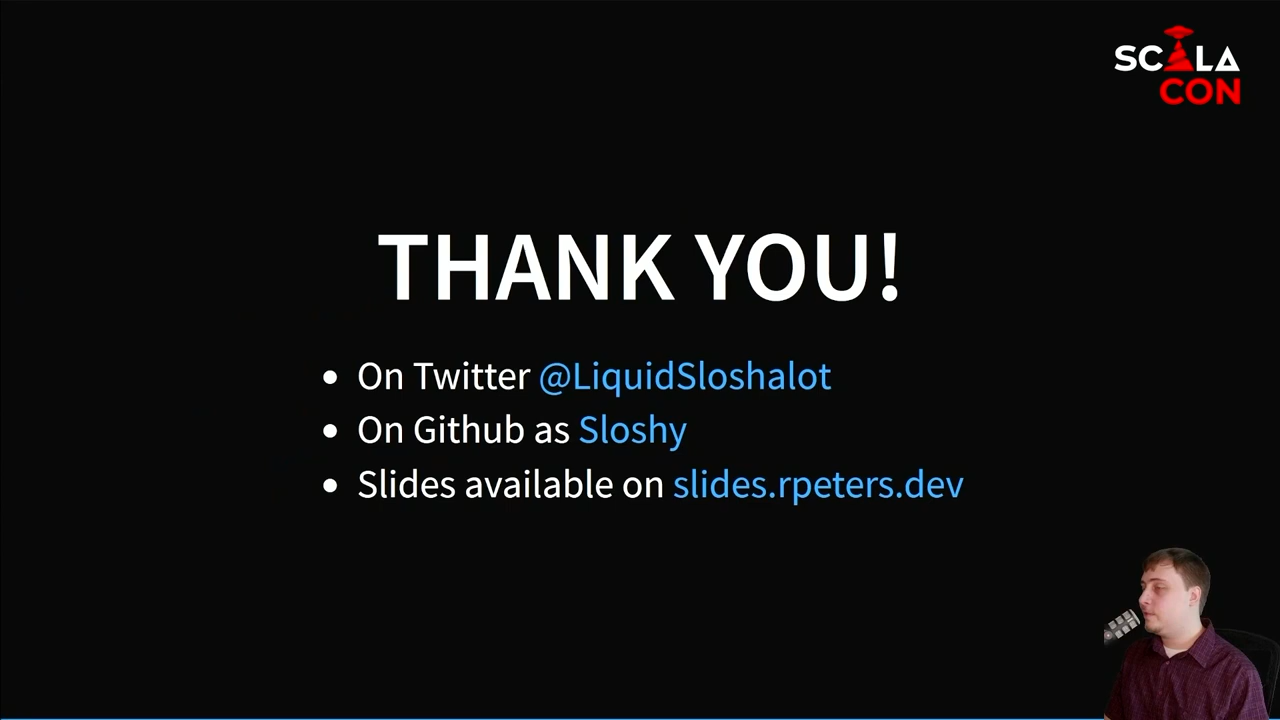 SCALA
CON
THANK YOU!
On Twitter @LiquidSloshalot
On Github as Sloshy
Slides available on slides.rpeters.dev